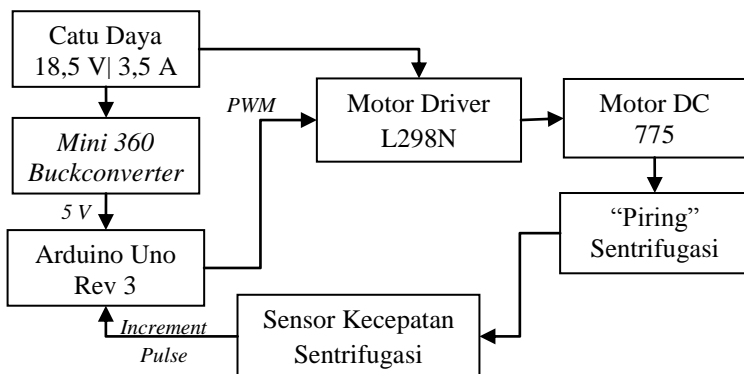 Catu Daya
18,5 V| 3,5 A
PWM
Motor Driver
L298N
Motor DC
775
Mini 360
Buckconverter
5 V
“Piring”
Sentrifugasi
Arduino Uno
Rev 3
Increment
Pulse
Sensor Kecepatan
Sentrifugasi